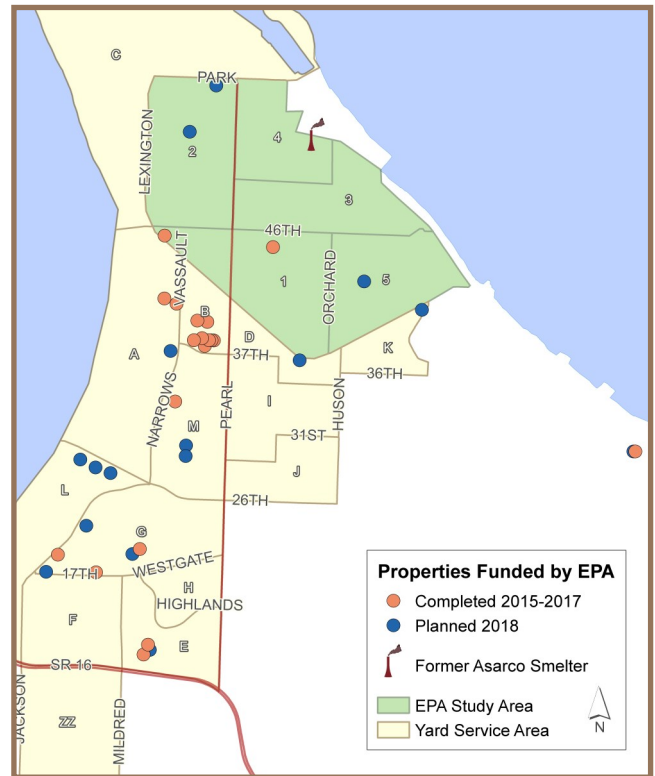 C
PARK
LEXINGTON
2
4
3
46TH
VASSAULT
1
ORCHARD
5
B
D
A
37TH
K
36TH
NARROWS
PEARL
I
HUSON
M
31ST
J
L
26TH
G
WESTGATE
17TH
H
HIGHLANDS
F
E
SR 16
JACKSON
ZZ
MILDRED
Properties Funded by EPA
Completed 2015-2017
Planned 2018
Former Asarco Smelter
EPA Study Area
Yard Service Area
N